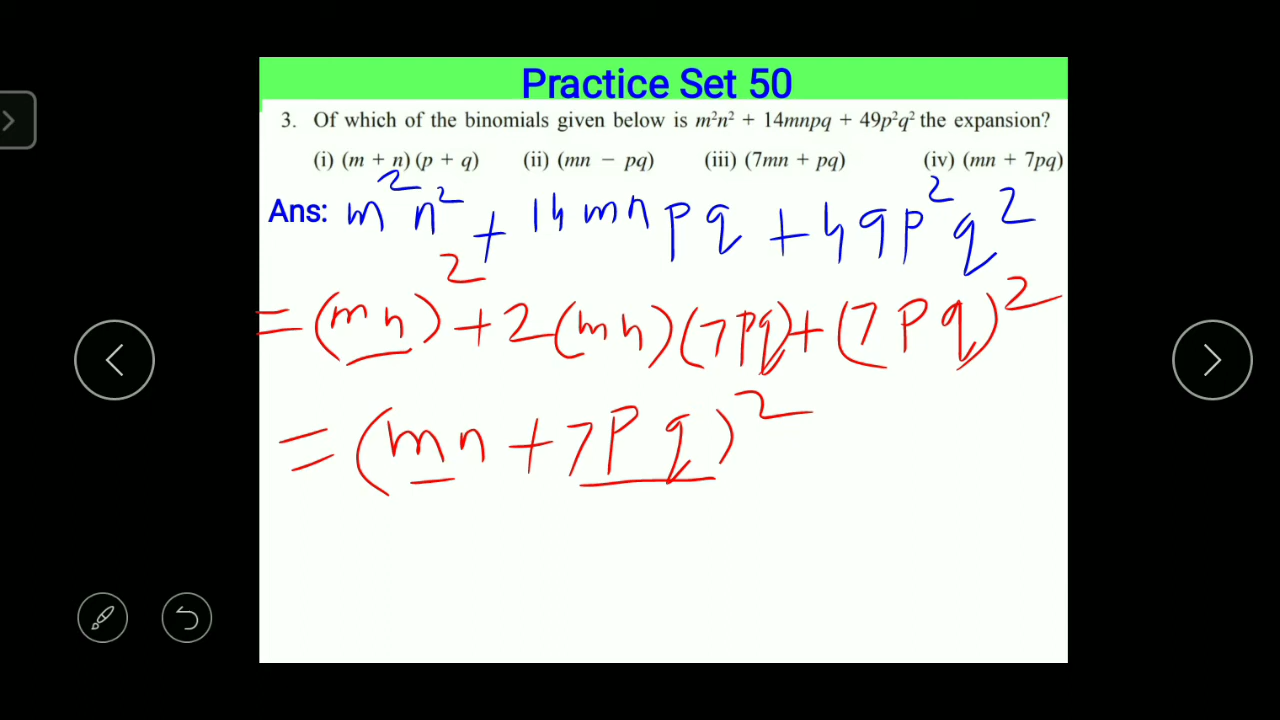 Practice Set 50
3. Of which of the binomials given below is m²n² + 14mnpq + 49p²q² the expansion?
(i) (m + n)(p + q) (ii) (mn − pq) (iii) (7mn + pq) (iv) (mn + 7pq)
Ans: m²n² + 14mnpq + 49p²q²
= (mn)² + 2(mn)(7pq) + (7pq)²
= (mn + 7pq)²